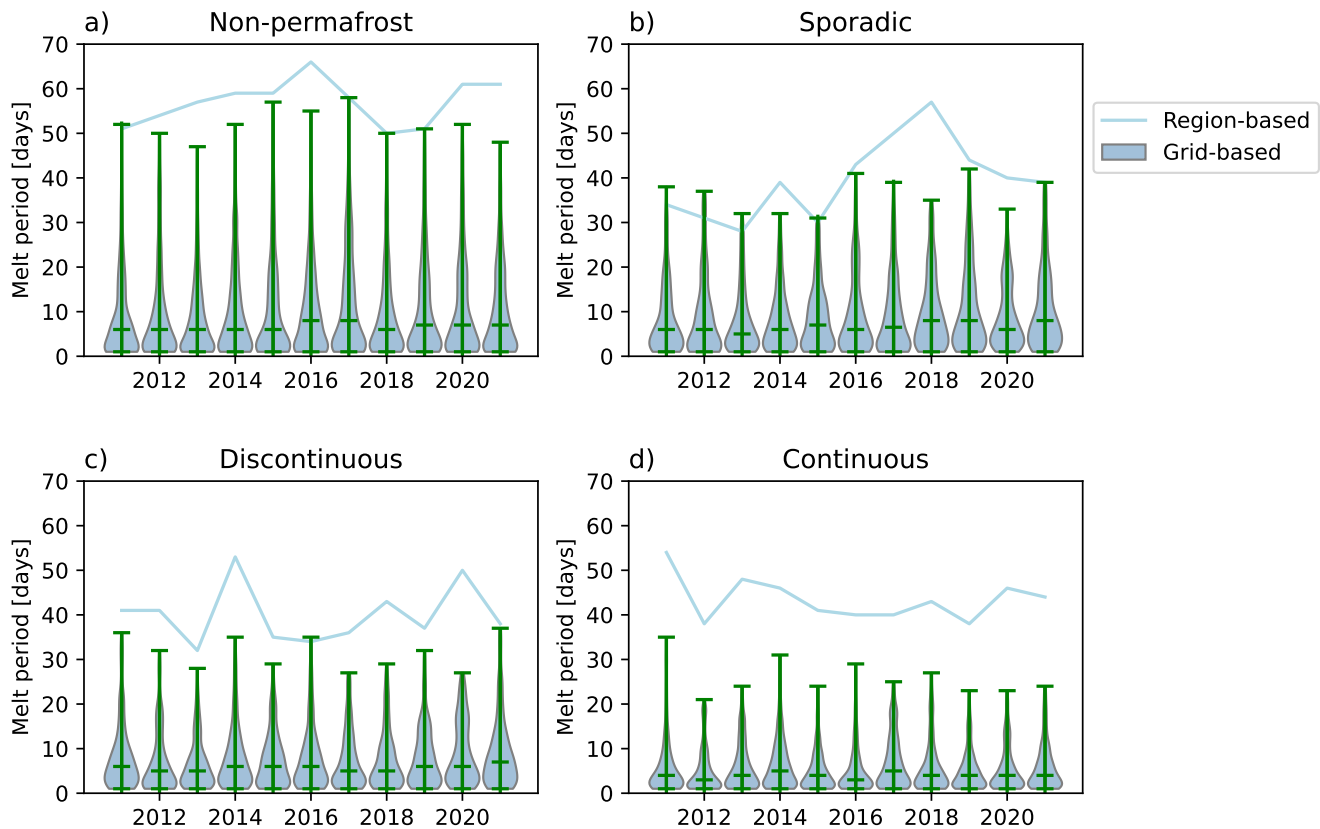 a) Non-permafrost
Melt period [days]
70
60
50
40
30
20
10
0
2012 2014 2016 2018 2020
b) Sporadic
Melt period [days]
70
60
50
40
30
20
10
0
2012 2014 2016 2018 2020
Region-based
Grid-based
c) Discontinuous
Melt period [days]
70
60
50
40
30
20
10
0
2012 2014 2016 2018 2020
d) Continuous
Melt period [days]
70
60
50
40
30
20
10
0
2012 2014 2016 2018 2020